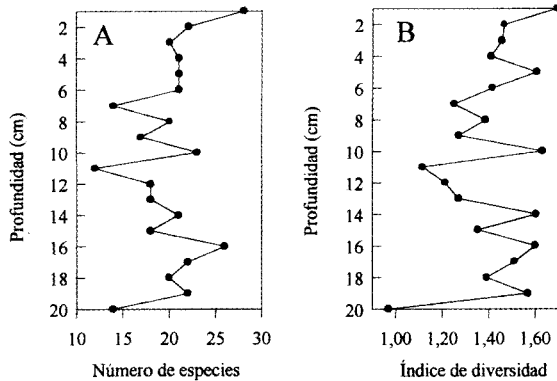 A
B
2
4
6
8
10
12
14
16
18
20
Profundidad (cm)
10 15 20 25 30
Número de especies
2
4
6
8
10
12
14
16
18
20
Profundidad (cm)
1,00 1,20 1,40 1,60
Índice de diversidad